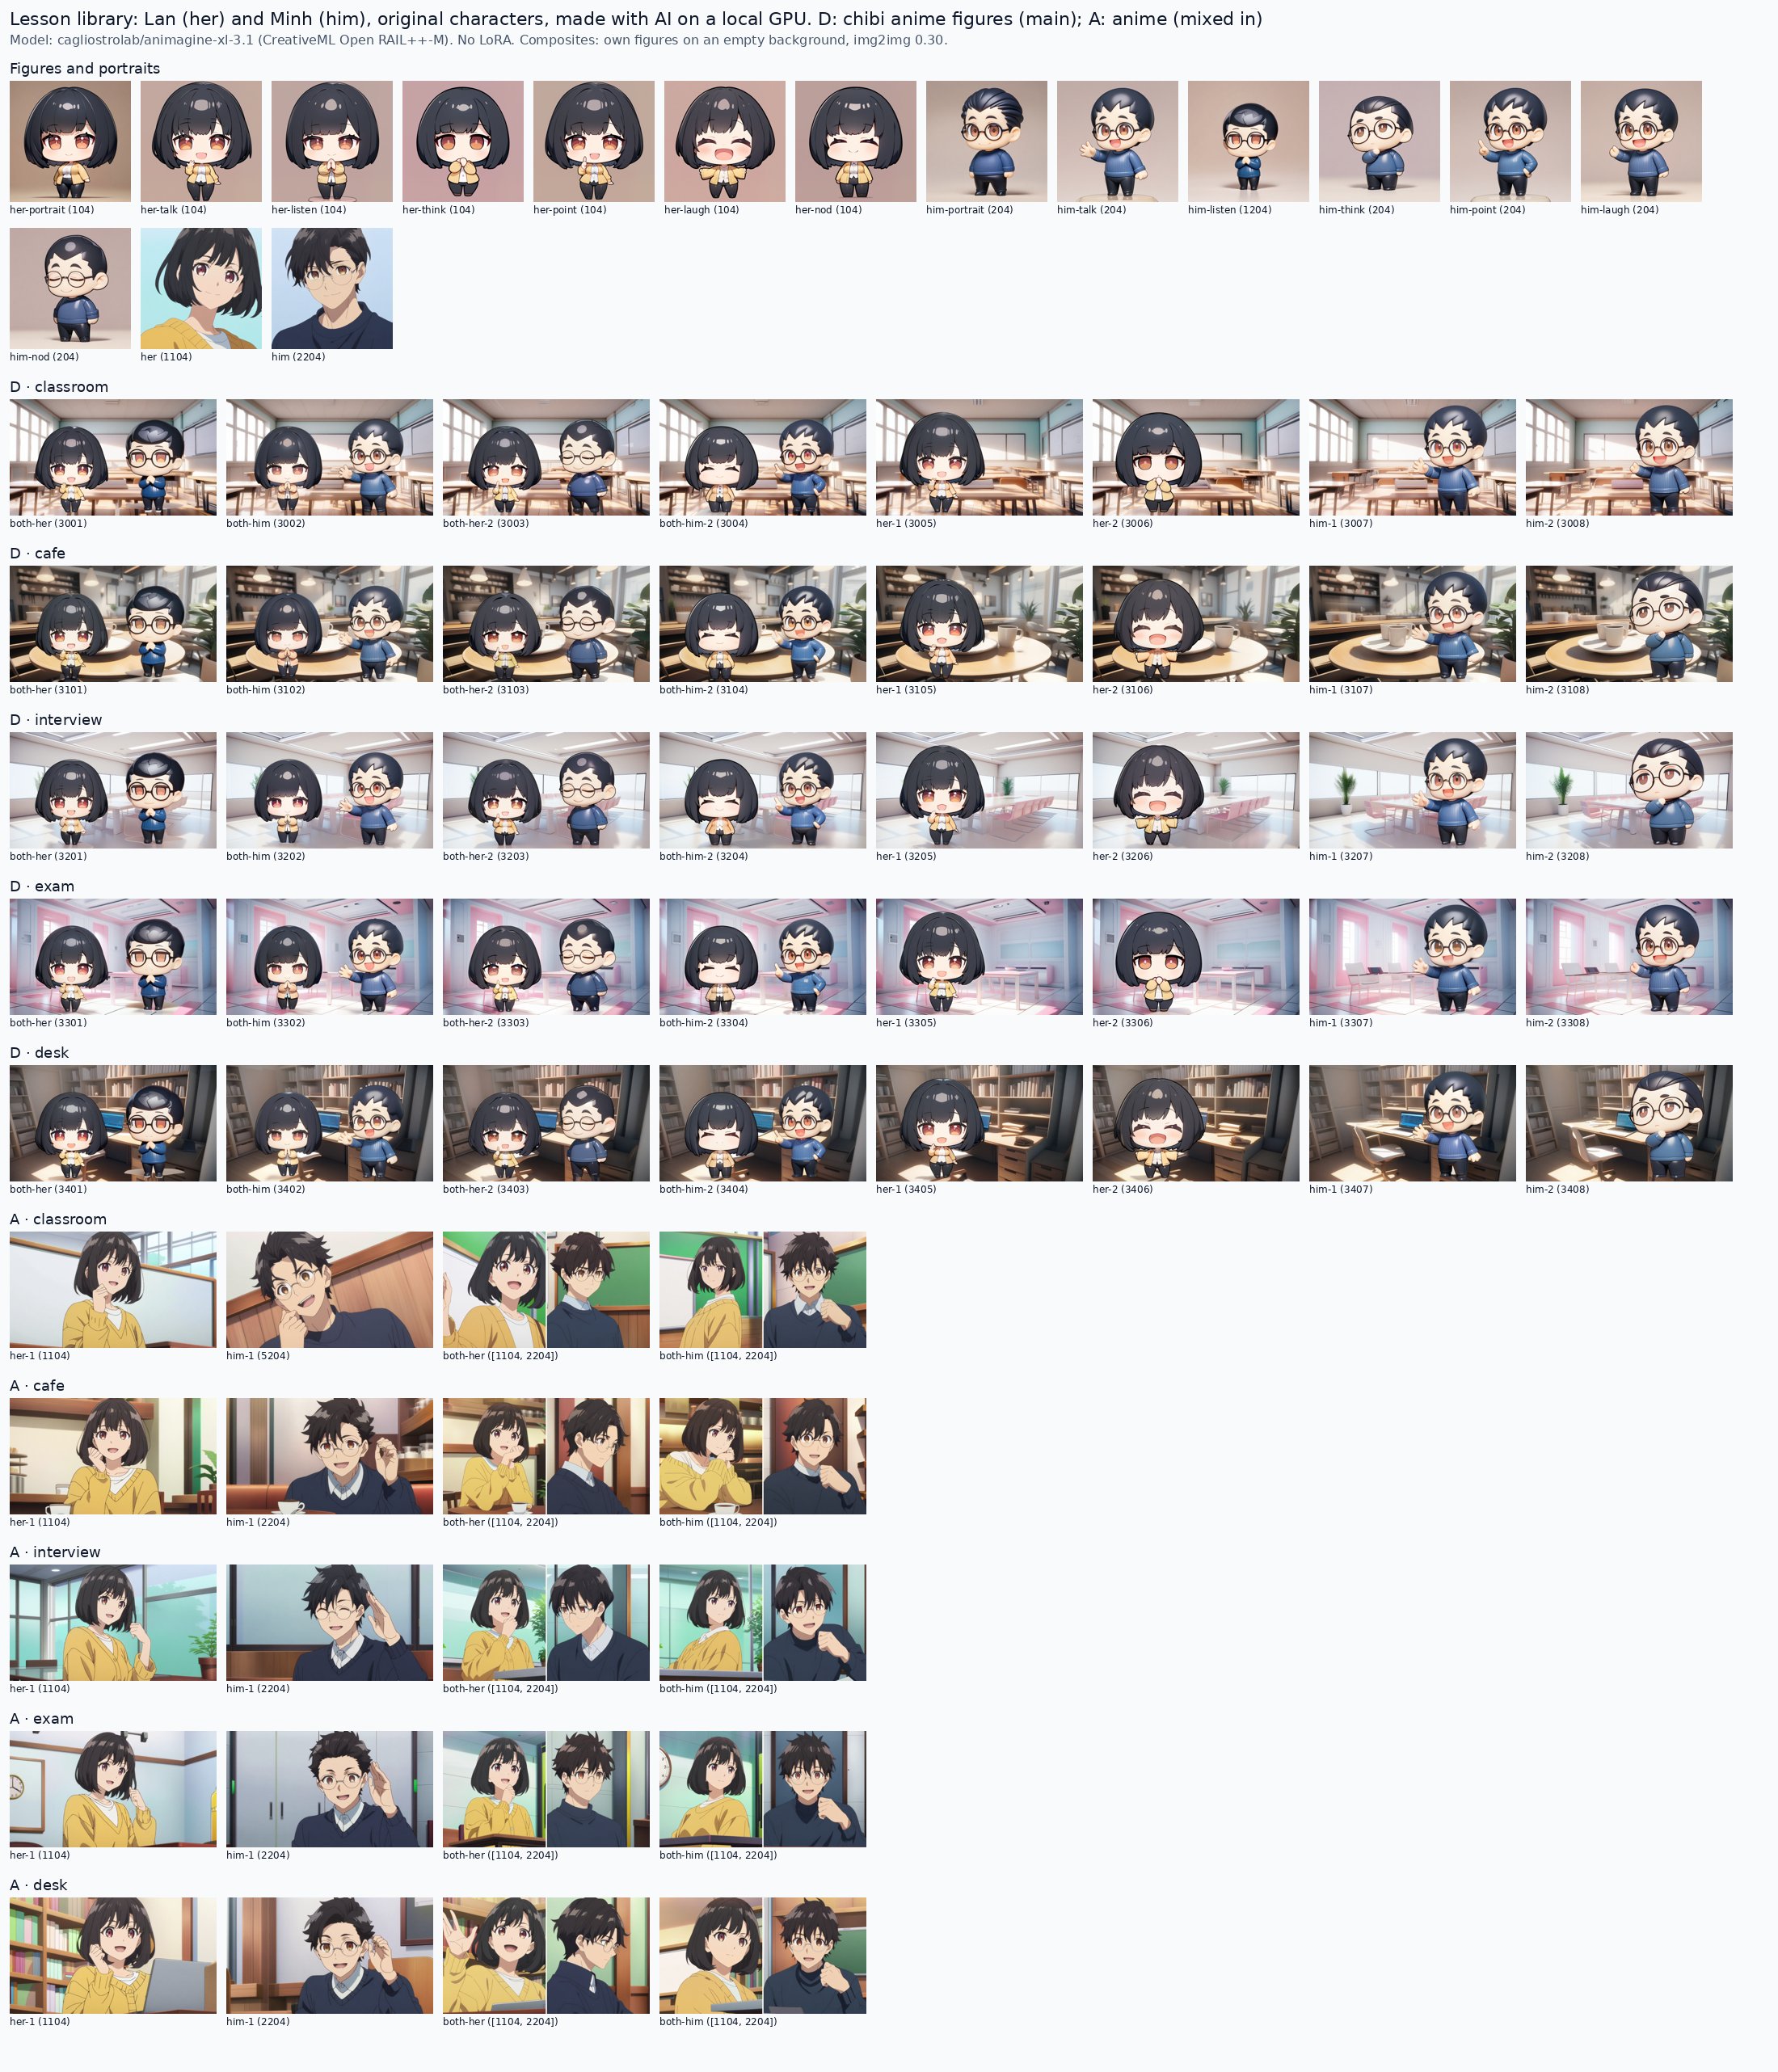 Lesson library: Lan (her) and Minh (him), original characters, made with AI on a local GPU. D: chibi anime figures (main); A: anime (mixed in)
Model: cagliostrolab/animagine-xl-3.1 (CreativeML Open RAIL++-M). No LoRA. Composites: own figures on an empty background, img2img 0.30.
Figures and portraits
her-portrait (104) her-talk (104) her-listen (104) her-think (104) her-point (104) her-laugh (104) her-nod (104) him-portrait (204) him-talk (204) him-listen (1204) him-think (204) him-point (204) him-laugh (204)
him-nod (204) her (1104) him (2204)
D · classroom
both-her (3001) both-him (3002) both-her-2 (3003) both-him-2 (3004) her-1 (3005) her-2 (3006) him-1 (3007) him-2 (3008)
D · cafe
both-her (3101) both-him (3102) both-her-2 (3103) both-him-2 (3104) her-1 (3105) her-2 (3106) him-1 (3107) him-2 (3108)
D · interview
both-her (3201) both-him (3202) both-her-2 (3203) both-him-2 (3204) her-1 (3205) her-2 (3206) him-1 (3207) him-2 (3208)
D · exam
both-her (3301) both-him (3302) both-her-2 (3303) both-him-2 (3304) her-1 (3305) her-2 (3306) him-1 (3307) him-2 (3308)
D · desk
both-her (3401) both-him (3402) both-her-2 (3403) both-him-2 (3404) her-1 (3405) her-2 (3406) him-1 (3407) him-2 (3408)
A · classroom
her-1 (1104) him-1 (5204) both-her ([1104, 2204]) both-him ([1104, 2204])
A · cafe
her-1 (1104) him-1 (2204) both-her ([1104, 2204]) both-him ([1104, 2204])
A · interview
her-1 (1104) him-1 (2204) both-her ([1104, 2204]) both-him ([1104, 2204])
A · exam
her-1 (1104) him-1 (2204) both-her ([1104, 2204]) both-him ([1104, 2204])
A · desk
her-1 (1104) him-1 (2204) both-her ([1104, 2204]) both-him ([1104, 2204])